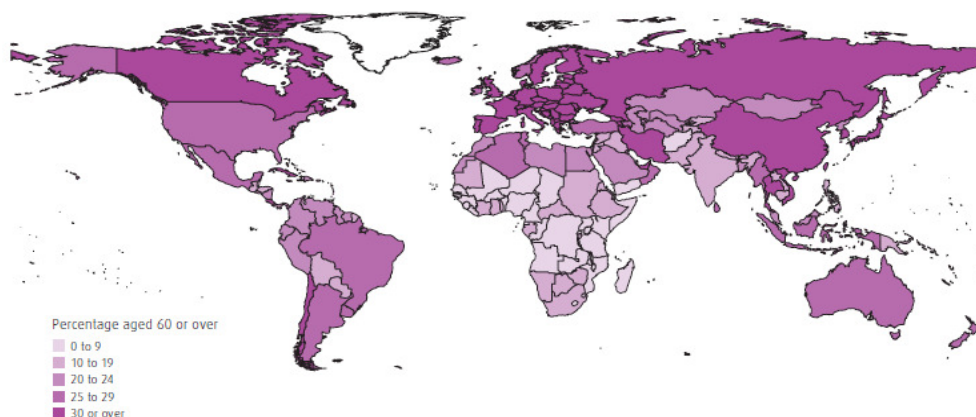 Percentage aged 60 or over
0 to 9
10 to 19
20 to 24
25 to 29
30 or over